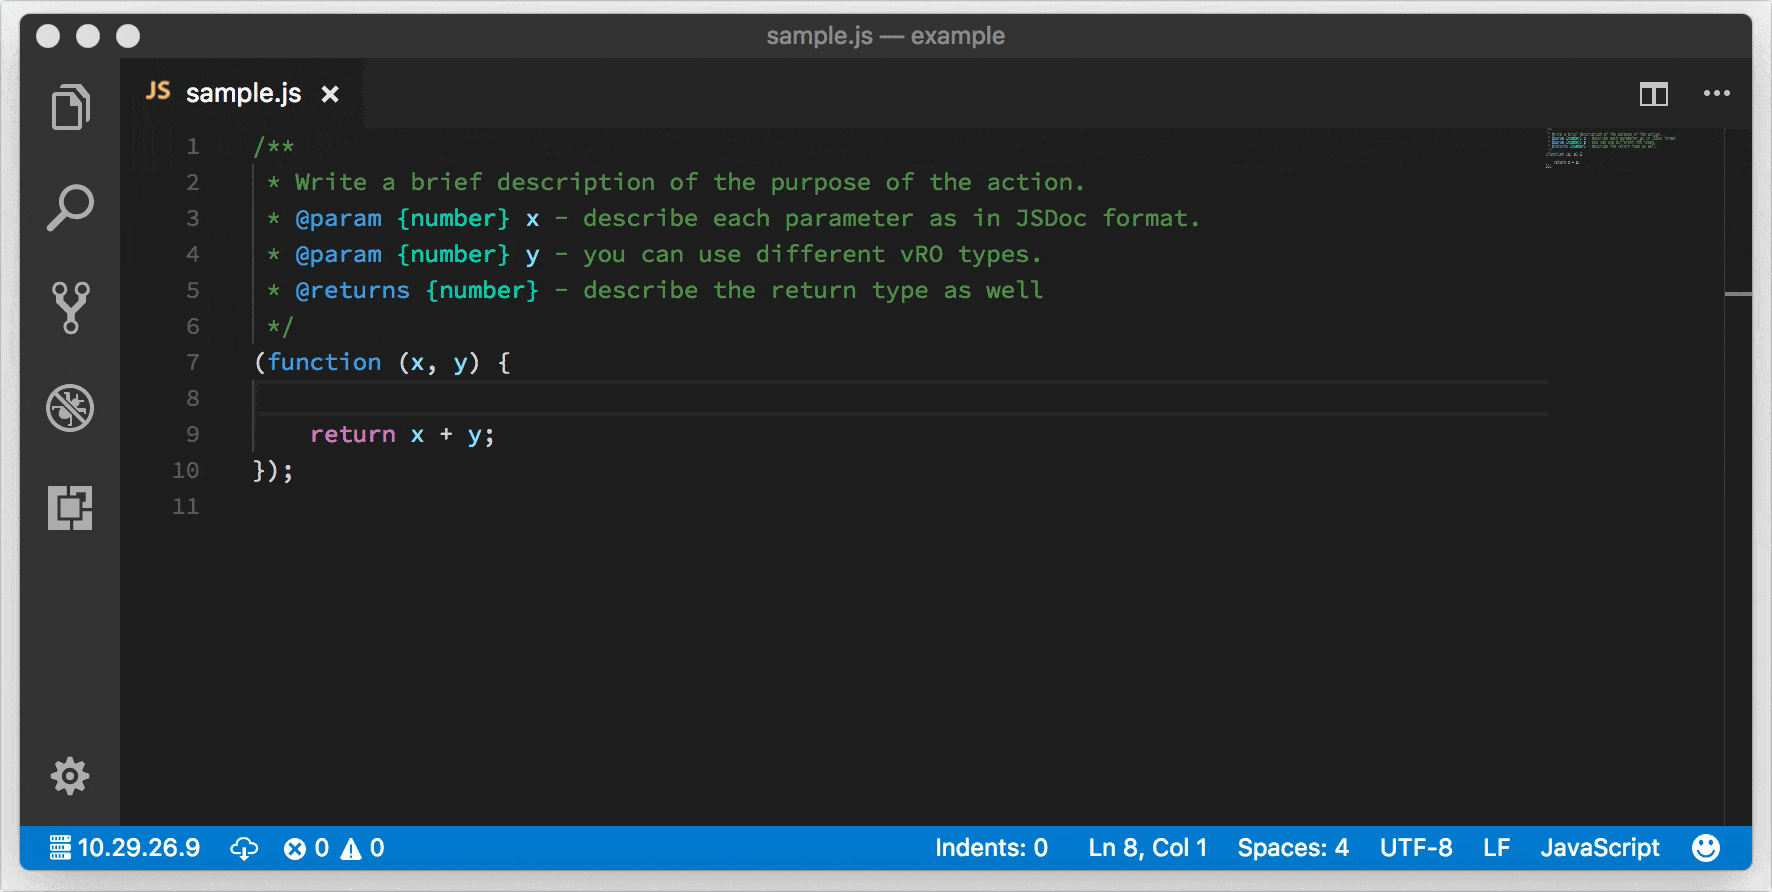 sample.js — example
JS sample.js ×
1 /**
2 * Write a brief description of the purpose of the action.
3 * @param {number} x - describe each parameter as in JSDoc format.
4 * @param {number} y - you can use different vRO types.
5 * @returns {number} - describe the return type as well
6 */
7 (function (x, y) {
8
9 return x + y;
10 });
11
10.29.26.9 0 0 Indents: 0 Ln 8, Col 1 Spaces: 4 UTF-8 LF JavaScript